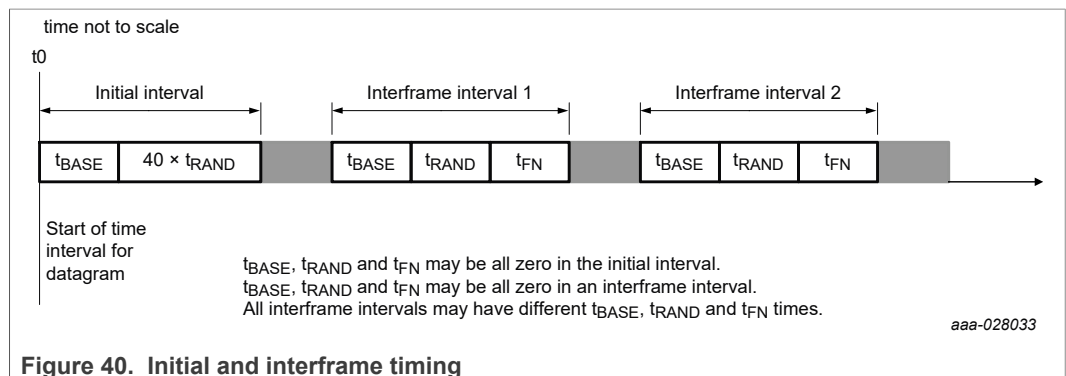 time not to scale
t0
Initial interval
Interframe interval 1
Interframe interval 2
tBASE
40 × tRAND
tBASE
tRAND
tFN
tBASE
tRAND
tFN
Start of time
interval for
datagram
tBASE, tRAND and tFN may be all zero in the initial interval.
tBASE, tRAND and tFN may be all zero in an interframe interval.
All interframe intervals may have different tBASE, tRAND and tFN times.
aaa-028033
Figure 40. Initial and interframe timing